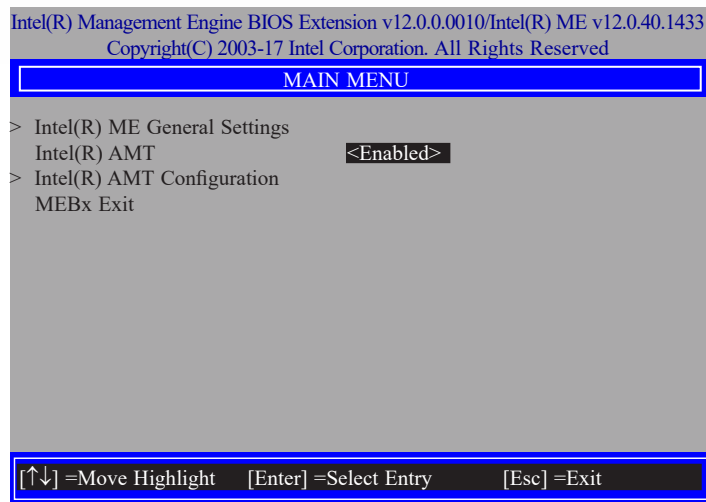 Intel(R) Management Engine BIOS Extension v12.0.0.0010/Intel(R) ME v12.0.40.1433
Copyright(C) 2003-17 Intel Corporation. All Rights Reserved
MAIN MENU
> Intel(R) ME General Settings
Intel(R) AMT <Enabled>
> Intel(R) AMT Configuration
MEBx Exit
[↑↓] =Move Highlight [Enter] =Select Entry [Esc] =Exit